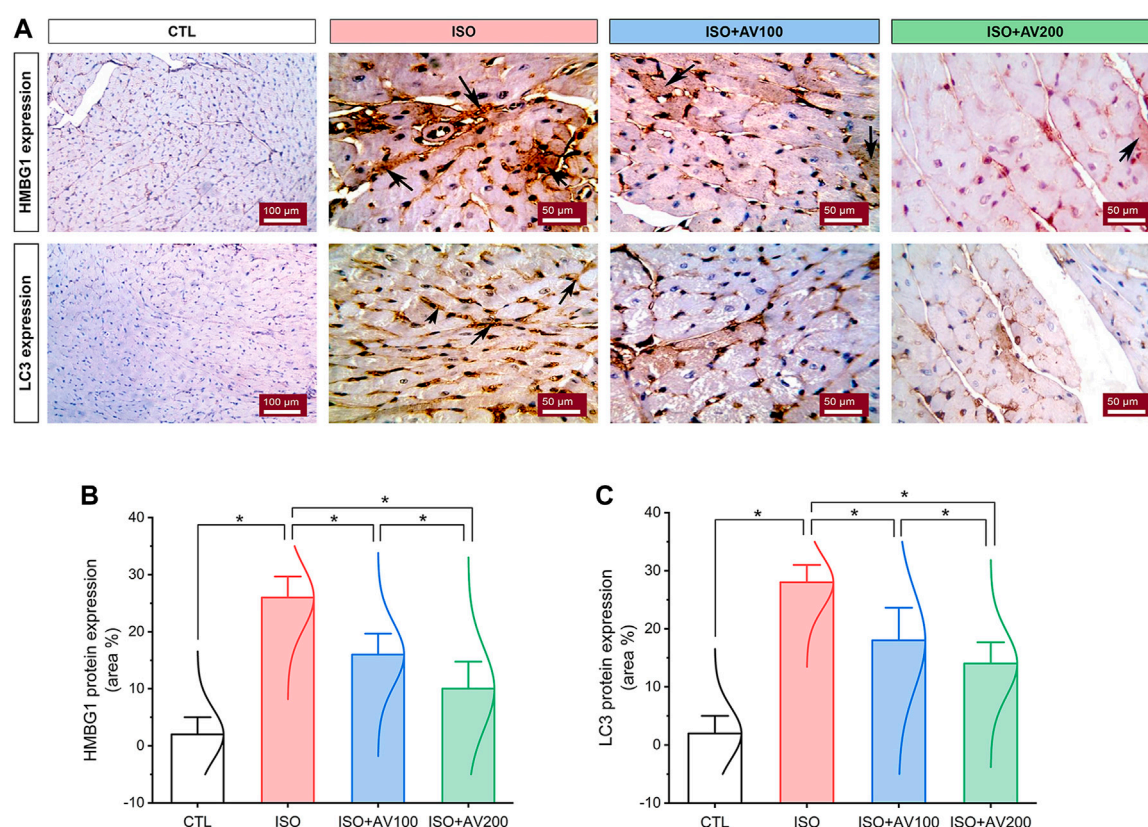 A
CTL
ISO
ISO+AV100
ISO+AV200
HMBG1 expression
100 µm
50 µm
50 µm
50 µm
LC3 expression
100 µm
50 µm
50 µm
50 µm
B
HMBG1 protein expression
(area %)
40
30
20
10
0
-10
*
*
*
*
CTL
ISO
ISO+AV100
ISO+AV200
C
LC3 protein expression
(area %)
40
30
20
10
0
-10
*
*
*
*
CTL
ISO
ISO+AV100
ISO+AV200